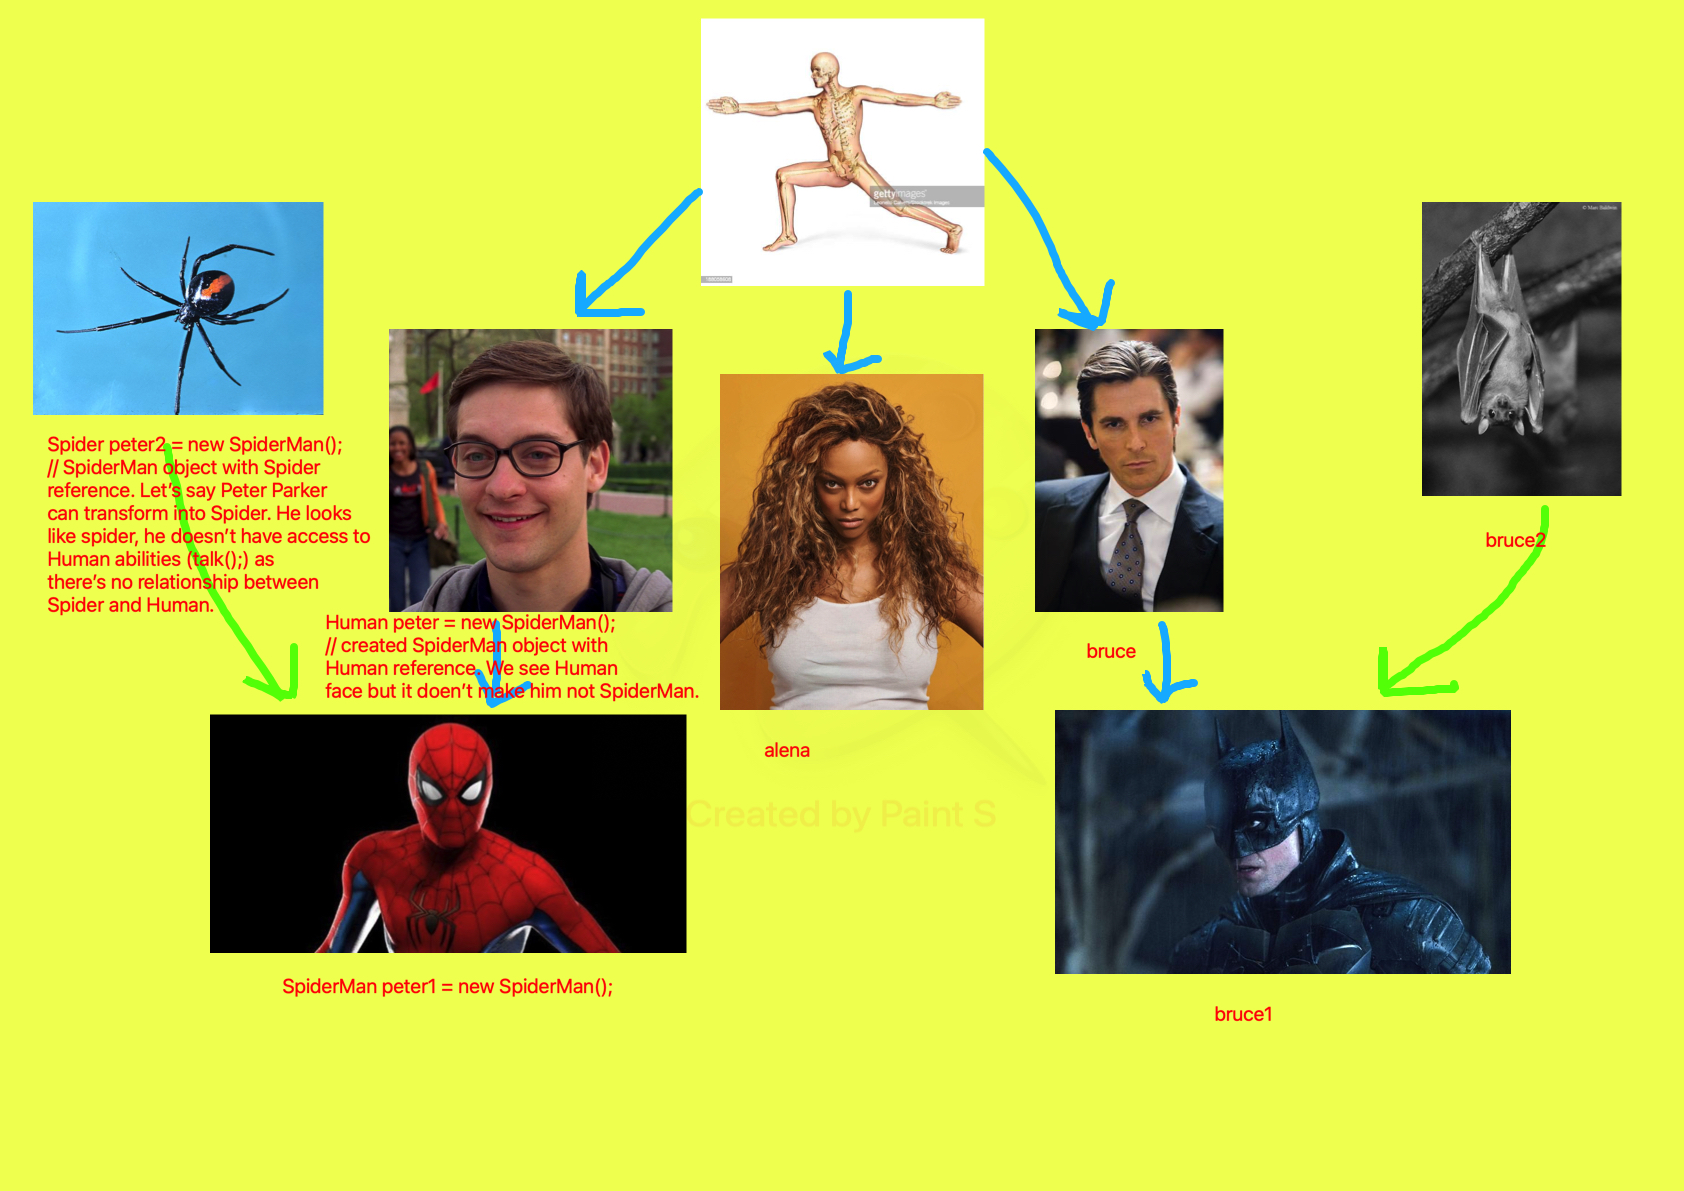 gettyimages
© Marc Baldwin
Spider peter2 = new SpiderMan();
// SpiderMan object with Spider
reference. Let's say Peter Parker
can transform into Spider. He looks
like spider, he doesn't have access to
Human abilities (talk();) as
there's no relationship between
Spider and Human.
bruce2
Human peter = new SpiderMan();
// created SpiderMan object with
Human reference. We see Human
face but it doen't make him not SpiderMan.
bruce
alena
Created by Paint S
SpiderMan peter1 = new SpiderMan();
bruce1